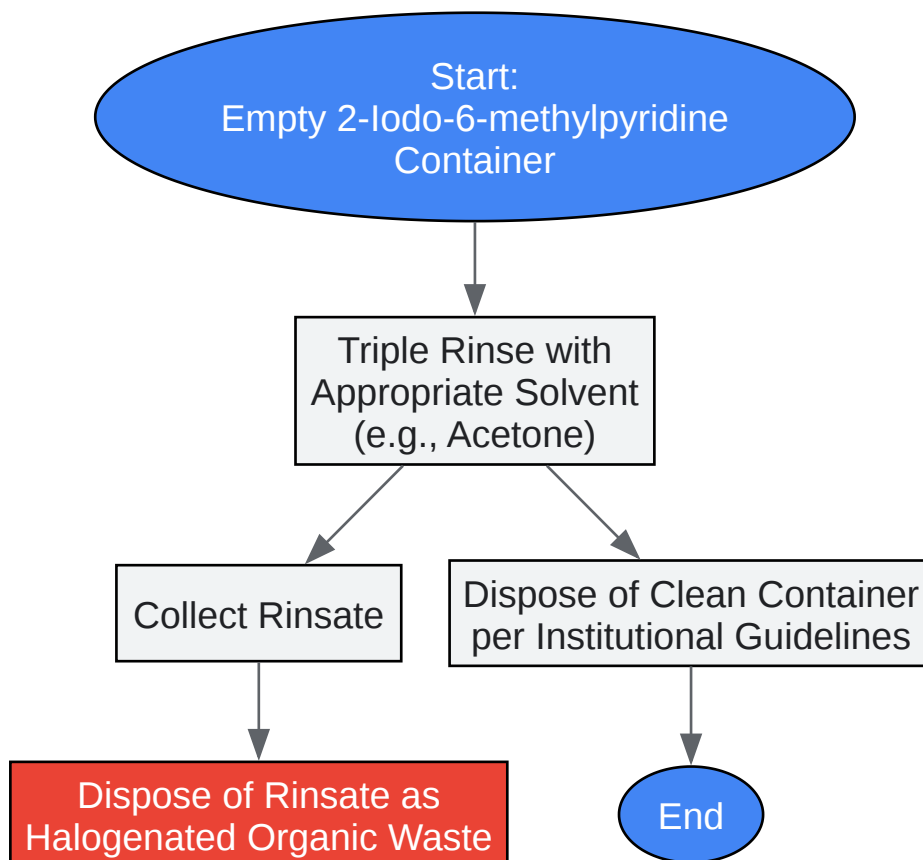 Start:
Empty 2-Iodo-6-methylpyridine
Container
Triple Rinse with
Appropriate Solvent
(e.g., Acetone)
Collect Rinsate
Dispose of Clean Container
per Institutional Guidelines
Dispose of Rinsate as
Halogenated Organic Waste
End